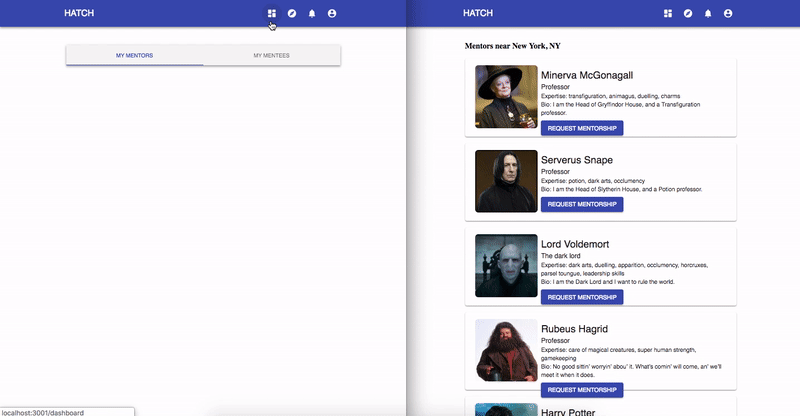 HATCH
MY MENTORS
MY MENTEES
localhost:3001/dashboard
HATCH
Mentors near New York, NY
Minerva McGonagall
Professor
Expertise: transfiguration, animagus, duelling, charms
Bio: I am the Head of Gryffindor House, and a Transfiguration
professor.
REQUEST MENTORSHIP
Serverus Snape
Professor
Expertise: potion, dark arts, occlumency
Bio: I am the Head of Slytherin House, and a Potion professor.
REQUEST MENTORSHIP
Lord Voldemort
The dark lord
Expertise: dark arts, duelling, apparition, occlumency, horcruxes,
parsel toungue, leadership skills
Bio: I am the Dark Lord and I want to rule the world.
REQUEST MENTORSHIP
Rubeus Hagrid
Professor
Expertise: care of magical creatures, super human strength,
gamekeeping
Bio: No good sittin' worryin' abou' it. What's comin' will come, an' we'll
meet it when it does.
REQUEST MENTORSHIP
Harry Potter